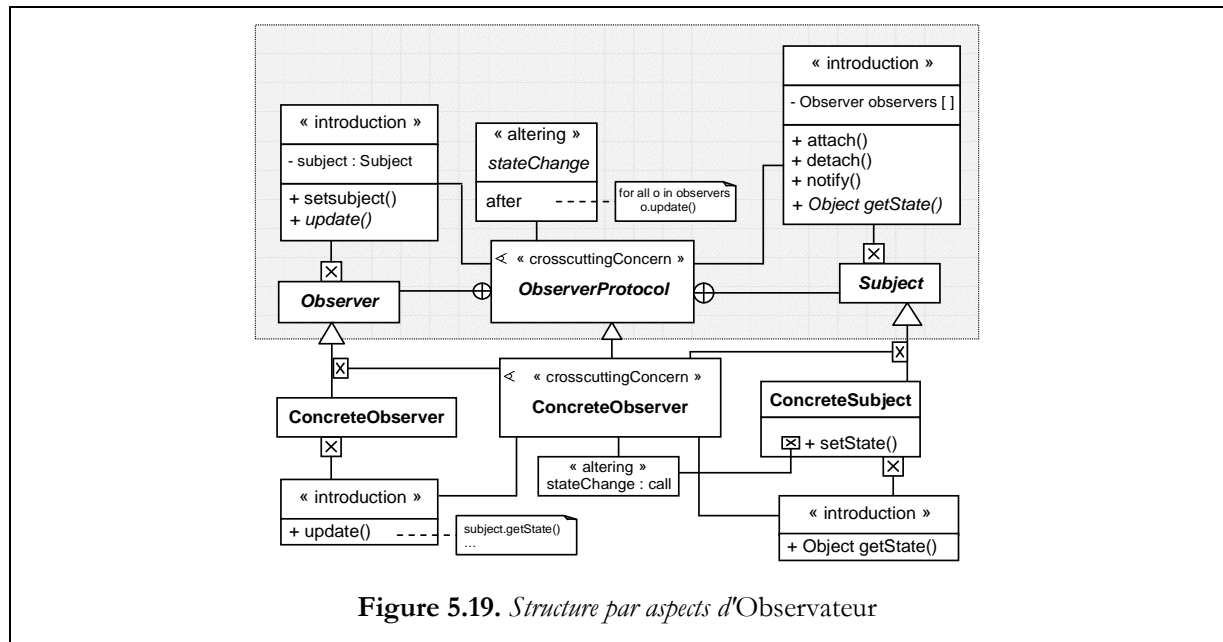 « introduction »
- Observer observers [ ]
+ attach()
+ detach()
+ notify()
+ Object getState()
« introduction »
- subject : Subject
+ setsubject()
+ update()
« altering »
stateChange
after
for all o in observers
o.update()
« crosscuttingConcern »
ObserverProtocol
Observer
Subject
« crosscuttingConcern »
ConcreteObserver
ConcreteObserver
ConcreteSubject
+ setState()
« altering »
stateChange : call
« introduction »
+ update()
subject.getState()
...
« introduction »
+ Object getState()
Figure 5.19. Structure par aspects d'Observateur